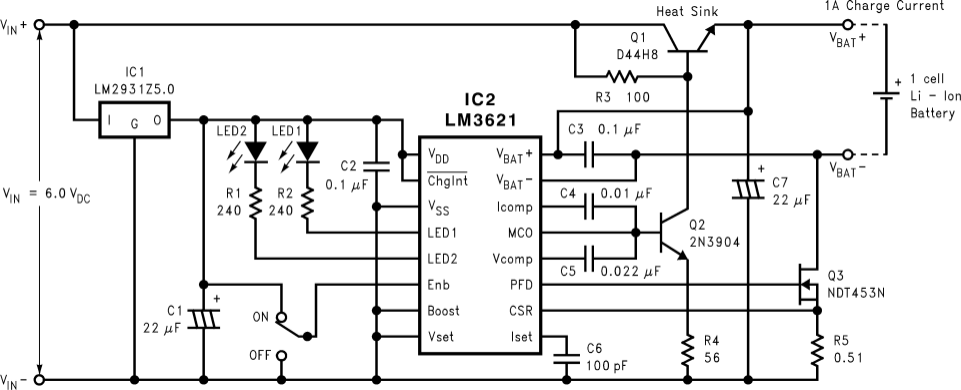 1A Charge Current
Heat Sink
V_IN+
Q1
D44H8
V_BAT+
IC1
LM2931Z5.0
R3 100
1 cell
Li - Ion
Battery
+
I G O
IC2
LM3621
LED2 LED1
C3 0.1 μF
V_BAT-
C2
0.1 μF
V_DD
ChgInt
V_SS
LED1
LED2
Enb
Boost
Vset
V_BAT+
V_BAT-
Icomp
MCO
Vcomp
PFD
CSR
Iset
C4 0.01 μF
C5 0.022 μF
+
C7
22 μF
V_IN = 6.0 V_DC
R1
240
R2
240
Q2
2N3904
Q3
NDT453N
+
C1
22 μF
ON
OFF
C6
100 pF
R4
56
R5
0.51
V_IN-